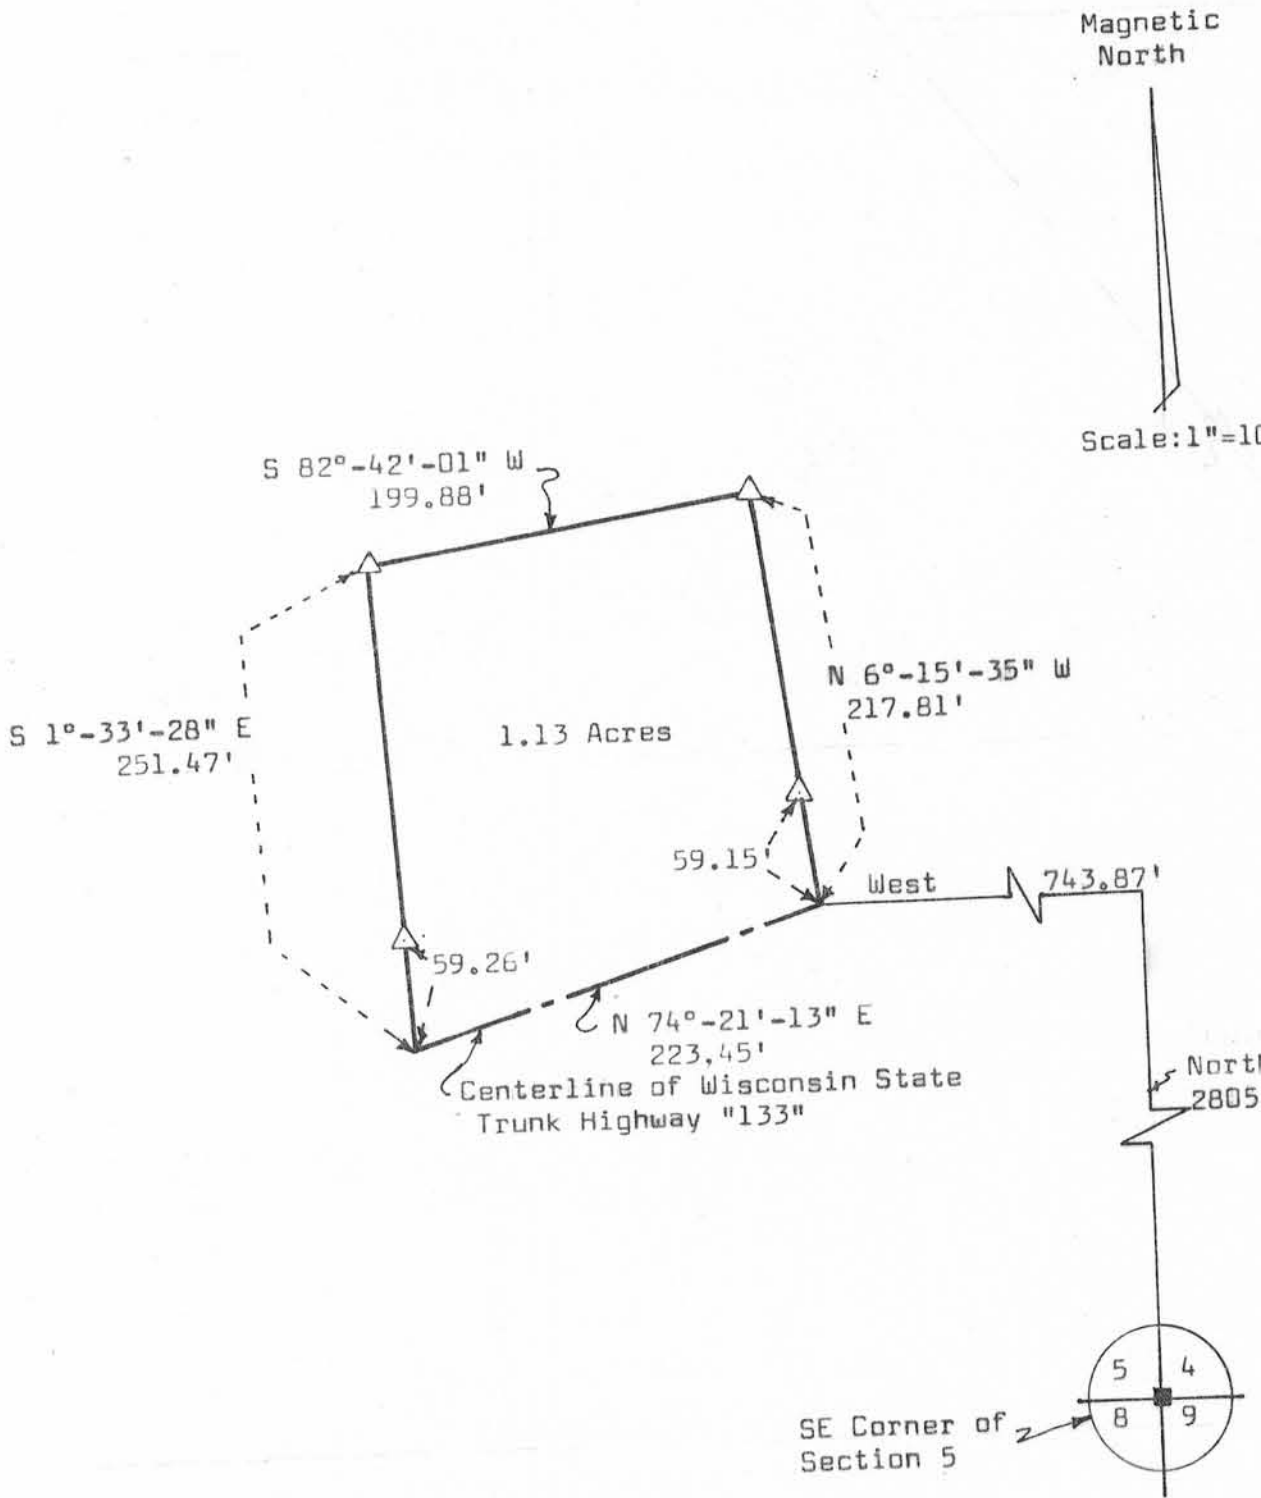 Magnetic
North
Scale:1"=10
S 82°-42'-01" W
199.88'
N 6°-15'-35" W
217.81'
S 1°-33'-28" E
251.47'
1.13 Acres
59.15'
West
743.87'
59.26'
N 74°-21'-13" E
223,45'
Centerline of Wisconsin State
Trunk Highway "133"
North
2805
5 4
8 9
SE Corner of
Section 5